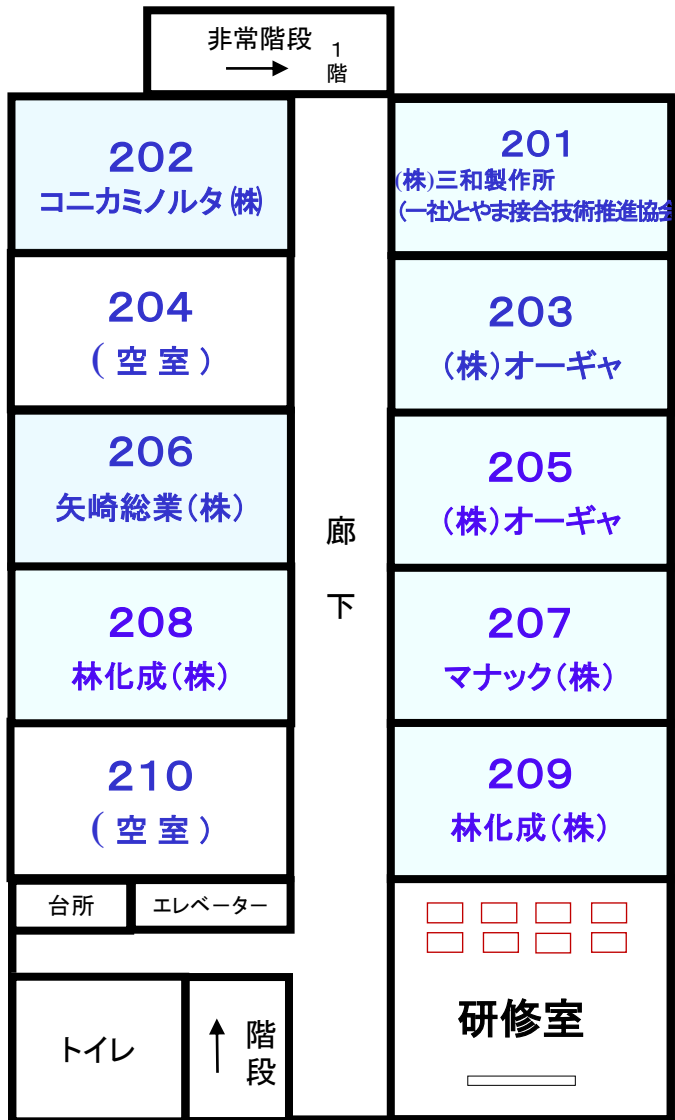 非常階段
1
階
202
コニカミノルタ(株)
201
(株)三和製作所
(一社)とやま接合技術推進協会
204
(空室)
203
(株)オーギャ
206
矢崎総業(株)
205
(株)オーギャ
廊
下
208
林化成(株)
207
マナック(株)
210
(空室)
209
林化成(株)
台所
エレベーター
トイレ
階
段
研修室